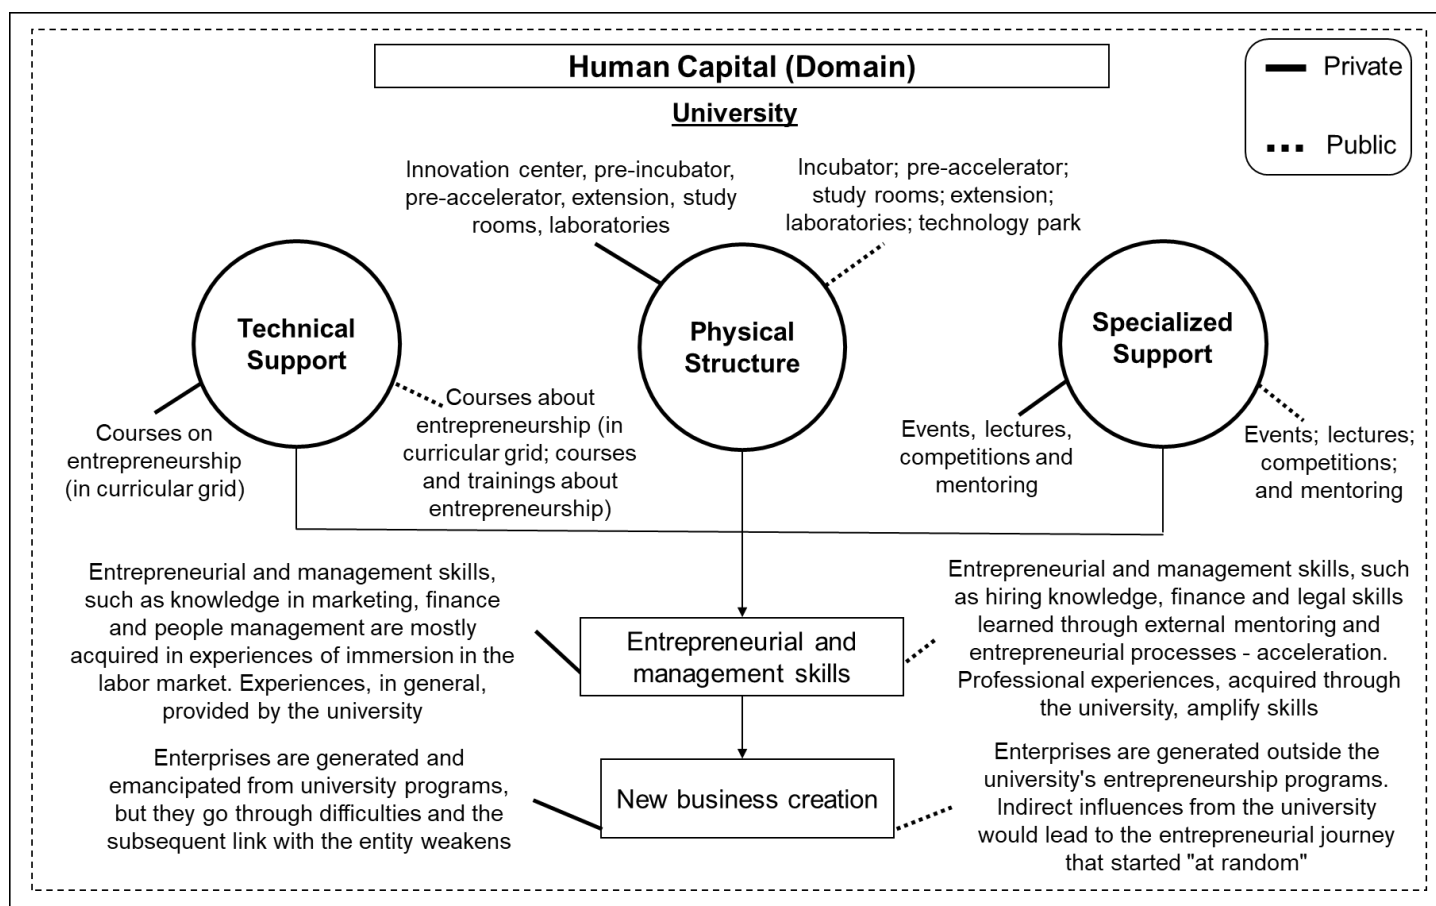 Human Capital (Domain)
University
Private
Public
Innovation center, pre-incubator,
pre-accelerator, extension, study
rooms, laboratories
Incubator; pre-accelerator;
study rooms; extension;
laboratories; technology park
Technical
Support
Physical
Structure
Specialized
Support
Courses on
entrepreneurship
(in curricular grid)
Courses about
entrepreneurship (in
curricular grid; courses
and trainings about
entrepreneurship)
Events, lectures,
competitions and
mentoring
Events; lectures;
competitions;
and mentoring
Entrepreneurial and management skills,
such as knowledge in marketing, finance
and people management are mostly
acquired in experiences of immersion in the
labor market. Experiences, in general,
provided by the university
Entrepreneurial and
management skills
Entrepreneurial and management skills, such
as hiring knowledge, finance and legal skills
learned through external mentoring and
entrepreneurial processes - acceleration.
Professional experiences, acquired through
the university, amplify skills
Enterprises are generated and
emancipated from university programs,
but they go through difficulties and the
subsequent link with the entity weakens
New business creation
Enterprises are generated outside the
university's entrepreneurship programs.
Indirect influences from the university
would lead to the entrepreneurial journey
that started "at random"